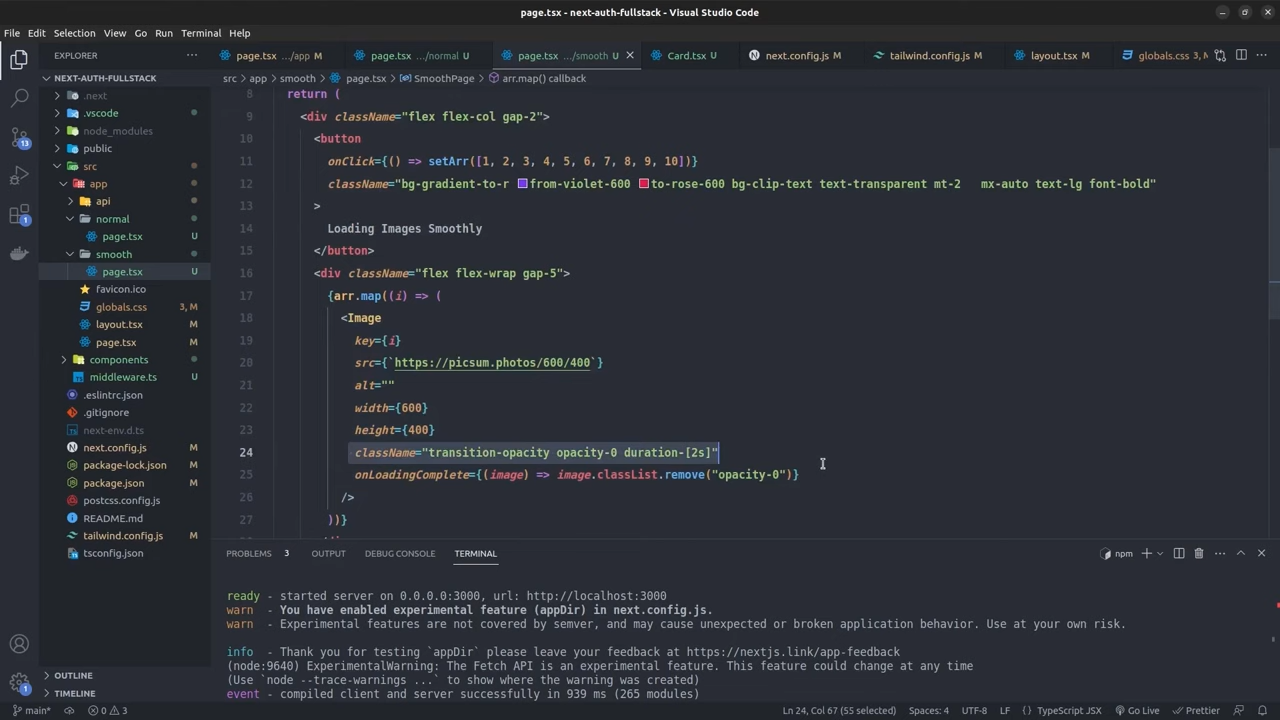 page.tsx - next-auth-fullstack - Visual Studio Code
File Edit Selection View Go Run Terminal Help
EXPLORER
page.tsx .../app M
page.tsx .../normal U
page.tsx .../smooth U
Card.tsx U
next.config.js M
tailwind.config.js M
layout.tsx M
globals.css 3, M
NEXT-AUTH-FULLSTACK
src > app > smooth > page.tsx > SmoothPage > arr.map() callback
.next
.vscode
node_modules
public
src
app
api
normal
page.tsx U
smooth
page.tsx U
favicon.ico
globals.css 3, M
layout.tsx M
page.tsx M
components
middleware.ts U
.eslintrc.json
.gitignore
next-env.d.ts
next.config.js M
package-lock.json M
package.json M
postcss.config.js
README.md
tailwind.config.js M
tsconfig.json
OUTLINE
TIMELINE
13
1
1
8 return (
9 <div className="flex flex-col gap-2">
10 <button
11 onClick={() => setArr([1, 2, 3, 4, 5, 6, 7, 8, 9, 10])}
12 className="bg-gradient-to-r from-violet-600 to-rose-600 bg-clip-text text-transparent mt-2   mx-auto text-lg font-bold"
13 >
14 Loading Images Smoothly
15 </button>
16 <div className="flex flex-wrap gap-5">
17 {arr.map((i) => (
18 <Image
19 key={i}
20 src={`https://picsum.photos/600/400`}
21 alt=""
22 width={600}
23 height={400}
24 className="transition-opacity opacity-0 duration-[2s]"
25 onLoadingComplete={(image) => image.classList.remove("opacity-0")}
26 />
27 ))}
PROBLEMS 3 OUTPUT DEBUG CONSOLE TERMINAL
npm
ready - started server on 0.0.0.0:3000, url: http://localhost:3000
warn - You have enabled experimental feature (appDir) in next.config.js.
warn - Experimental features are not covered by semver, and may cause unexpected or broken application behavior. Use at your own risk.
info - Thank you for testing `appDir` please leave your feedback at https://nextjs.link/app-feedback
(node:9640) ExperimentalWarning: The Fetch API is an experimental feature. This feature could change at any time
(Use `node --trace-warnings ...` to show where the warning was created)
event - compiled client and server successfully in 939 ms (265 modules)
main* 0 3
Ln 24, Col 67 (55 selected) Spaces: 4 UTF-8 LF TypeScript JSX Go Live Prettier